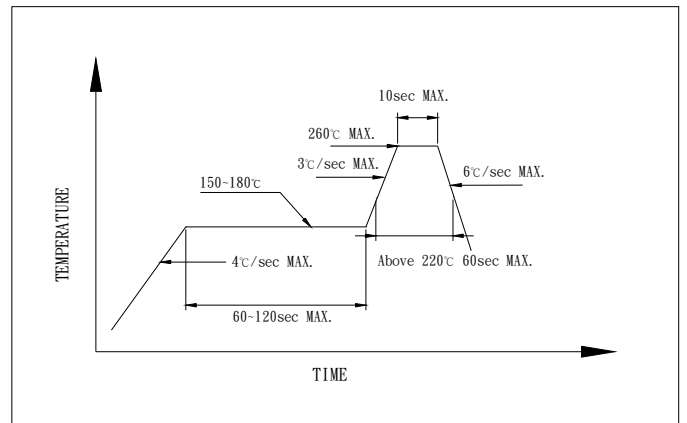 10sec MAX.
260℃ MAX.
3℃/sec MAX.
6℃/sec MAX.
150~180℃
TEMPERATURE
4℃/sec MAX.
Above 220℃ 60sec MAX.
60~120sec MAX.
TIME